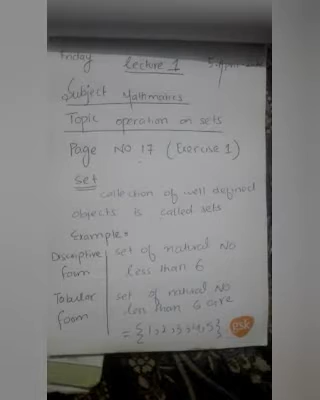 Friday Lecture 1
Subject Mathematics
Topic operation on sets
Page No 17 (Exercise 1)
set
collection of well defined
objects is called sets
Example:
Discriptive form
set of natural No
less than 6
Tabular form
set of natural No
less than 6 are
= {1,2,3,4,5}